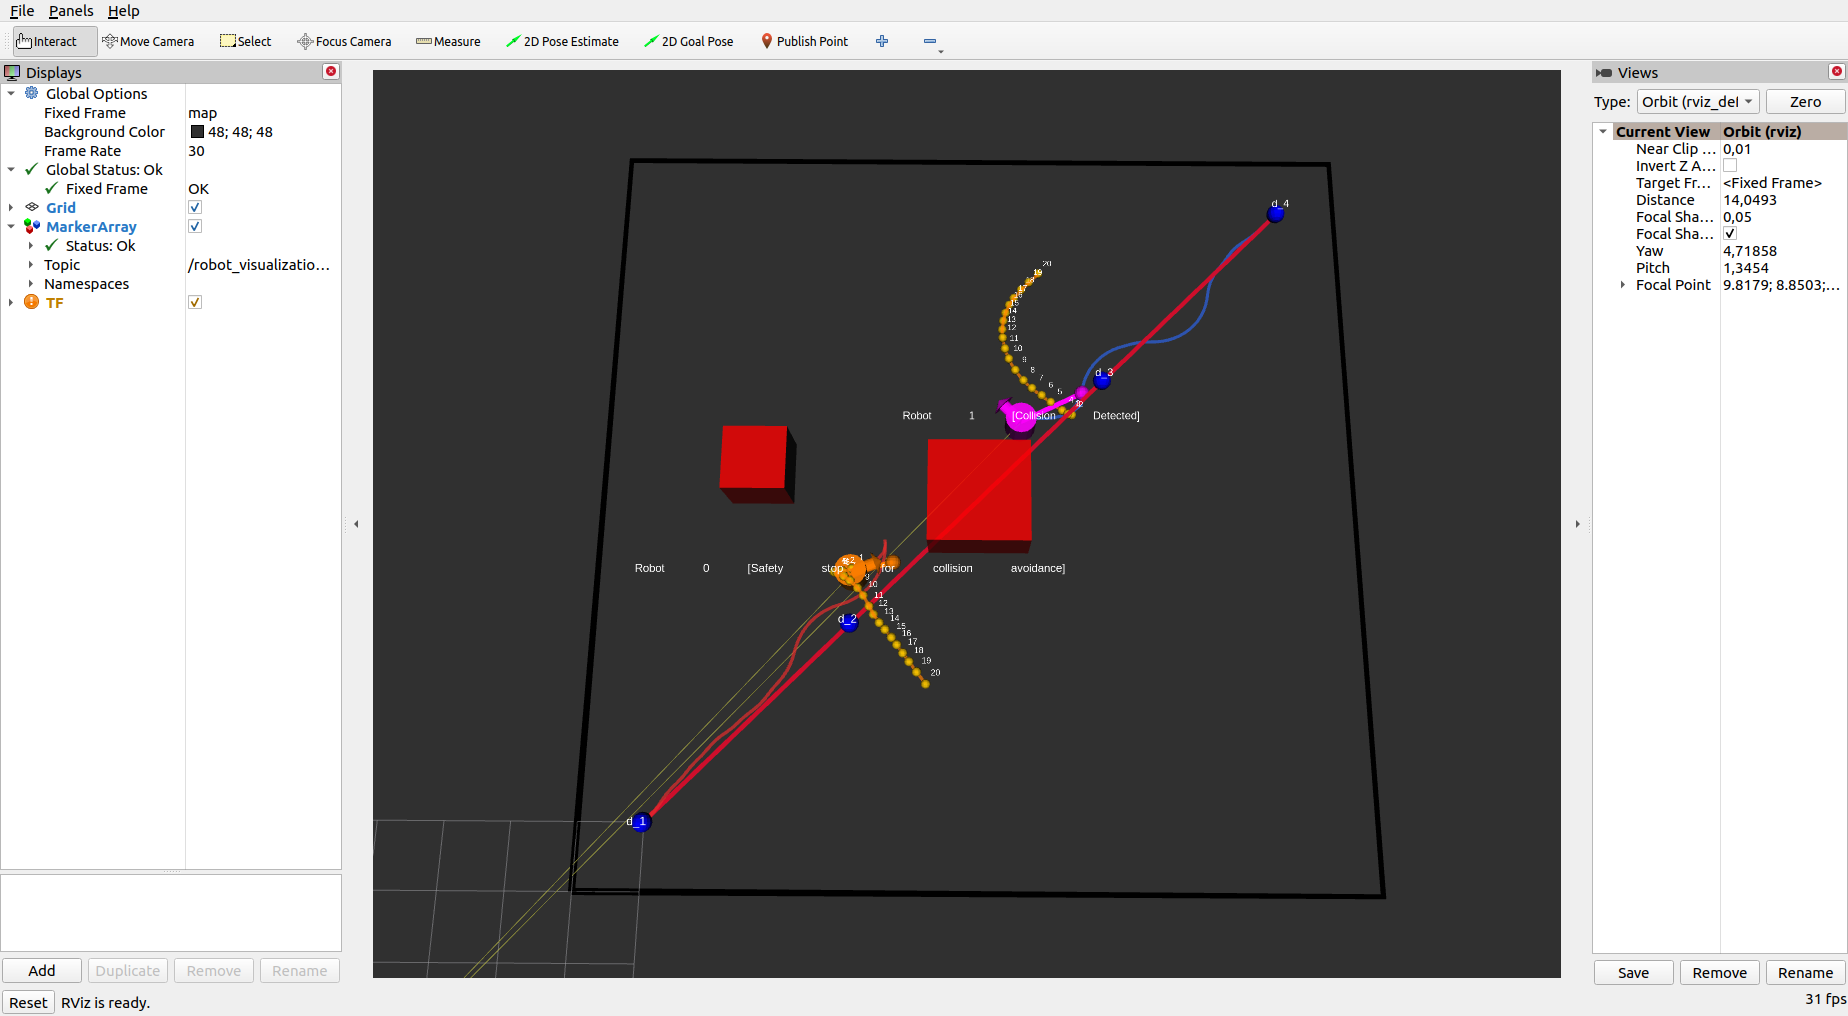 File Panels Help
Interact Move Camera Select Focus Camera Measure 2D Pose Estimate 2D Goal Pose Publish Point
Displays
Global Options
Fixed Frame map
Background Color 48; 48; 48
Frame Rate 30
Global Status: Ok
Fixed Frame OK
Grid
MarkerArray
Status: Ok
Topic /robot_visualizatio...
Namespaces
TF
Add Duplicate Remove Rename
Reset RViz is ready.
d_4
20
19
17
15
14
13
12
11
10
9
8
7
6
5
4
d_3
Robot 1 [Collision Detected]
Robot 0 [Safety stop for collision avoidance]
1
9
10
11
12
13
14
15
16
17
18
19
20
d_2
d_1
Views
Type: Orbit (rviz_del Zero
Current View Orbit (rviz)
Near Clip ... 0,01
Invert Z A...
Target Fr... <Fixed Frame>
Distance 14,0493
Focal Sha... 0,05
Focal Sha...
Yaw 4,71858
Pitch 1,3454
Focal Point 9.8179; 8.8503;...
Save Remove Rename
31 fps